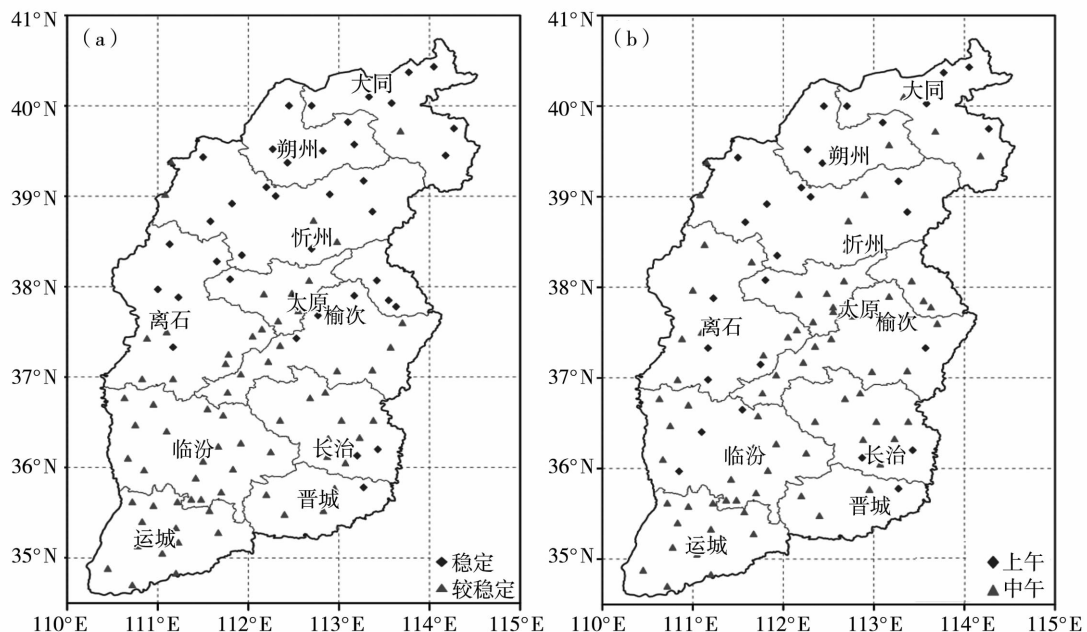 41°N
(a)
大同
40°N
朔州
39°N
忻州
38°N
太原
榆次
离石
37°N
临汾
长治
36°N
晋城
运城
35°N
稳定
较稳定
110°E 111°E 112°E 113°E 114°E 115°E
41°N
(b)
大同
40°N
朔州
39°N
忻州
38°N
太原
榆次
离石
37°N
临汾
长治
36°N
晋城
运城
35°N
上午
中午
110°E 111°E 112°E 113°E 114°E 115°E